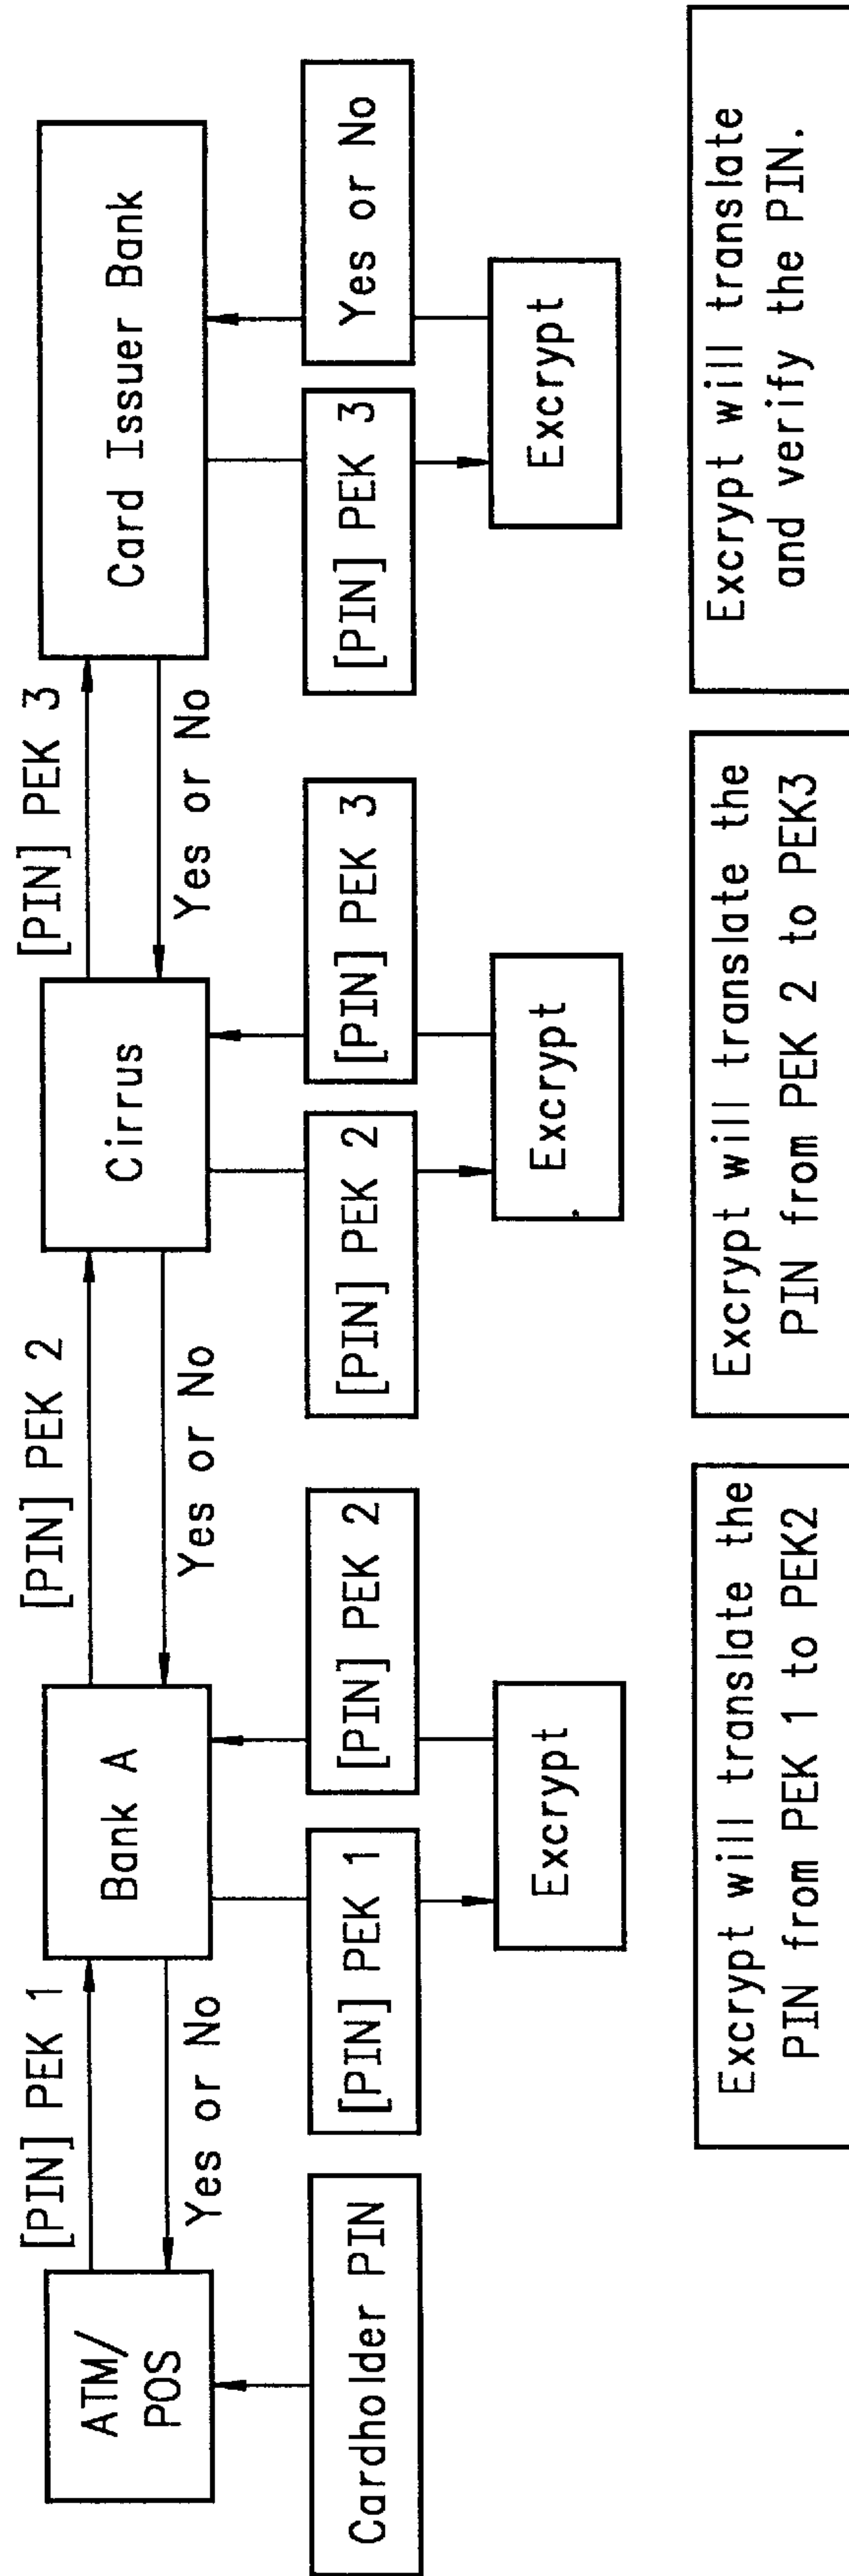 [PIN] PEK 1
[PIN] PEK 2
[PIN] PEK 3
ATM/
POS
Bank A
Cirrus
Card Issuer Bank
Yes or No
Yes or No
Yes or No
Cardholder PIN
[PIN] PEK 1
[PIN] PEK 2
[PIN] PEK 2
[PIN] PEK 3
[PIN] PEK 3
Yes or No
Excrypt
Excrypt
Excrypt
Excrypt will translate the
PIN from PEK 1 to PEK2
Excrypt will translate the
PIN from PEK 2 to PEK3
Excrypt will translate
and verify the PIN.